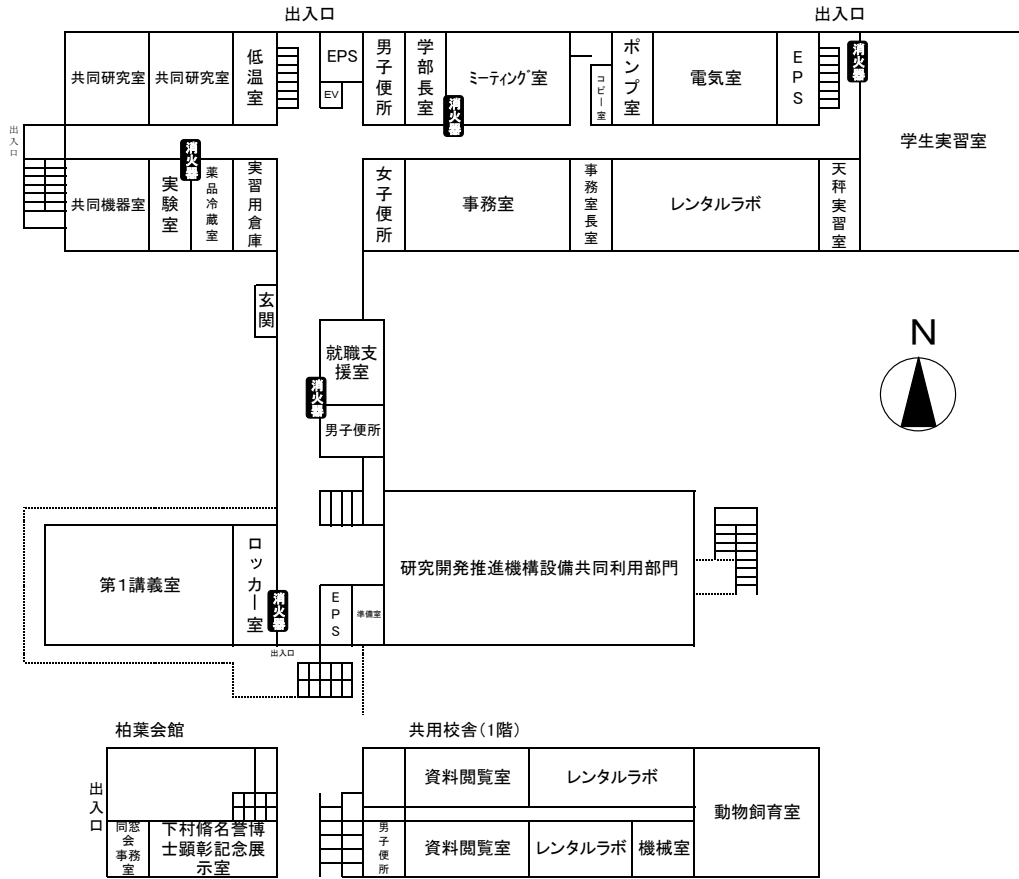 出入口
出入口
共同研究室
共同研究室
低温室
EPS
EV
男子便所
学部長室
消火器
ミーティング室
コピー室
ポンプ室
電気室
EPS
消火器
学生実習室
出入口
共同機器室
実験室
消火器
薬品冷蔵室
実習用倉庫
女子便所
事務室
事務室長室
レンタルラボ
天秤実習室
玄関
就職支
援室
消火器
男子便所
N
第1講義室
ロッカー室
消火器
出入口
EPS
準備室
研究開発推進機構設備共同利用部門
柏葉会館
出入口
同窓
会
事務
室
下村脩名誉博
士顕彰記念展
示室
共用校舎(1階)
資料閲覧室
レンタルラボ
動物飼育室
男子便所
資料閲覧室
レンタルラボ
機械室